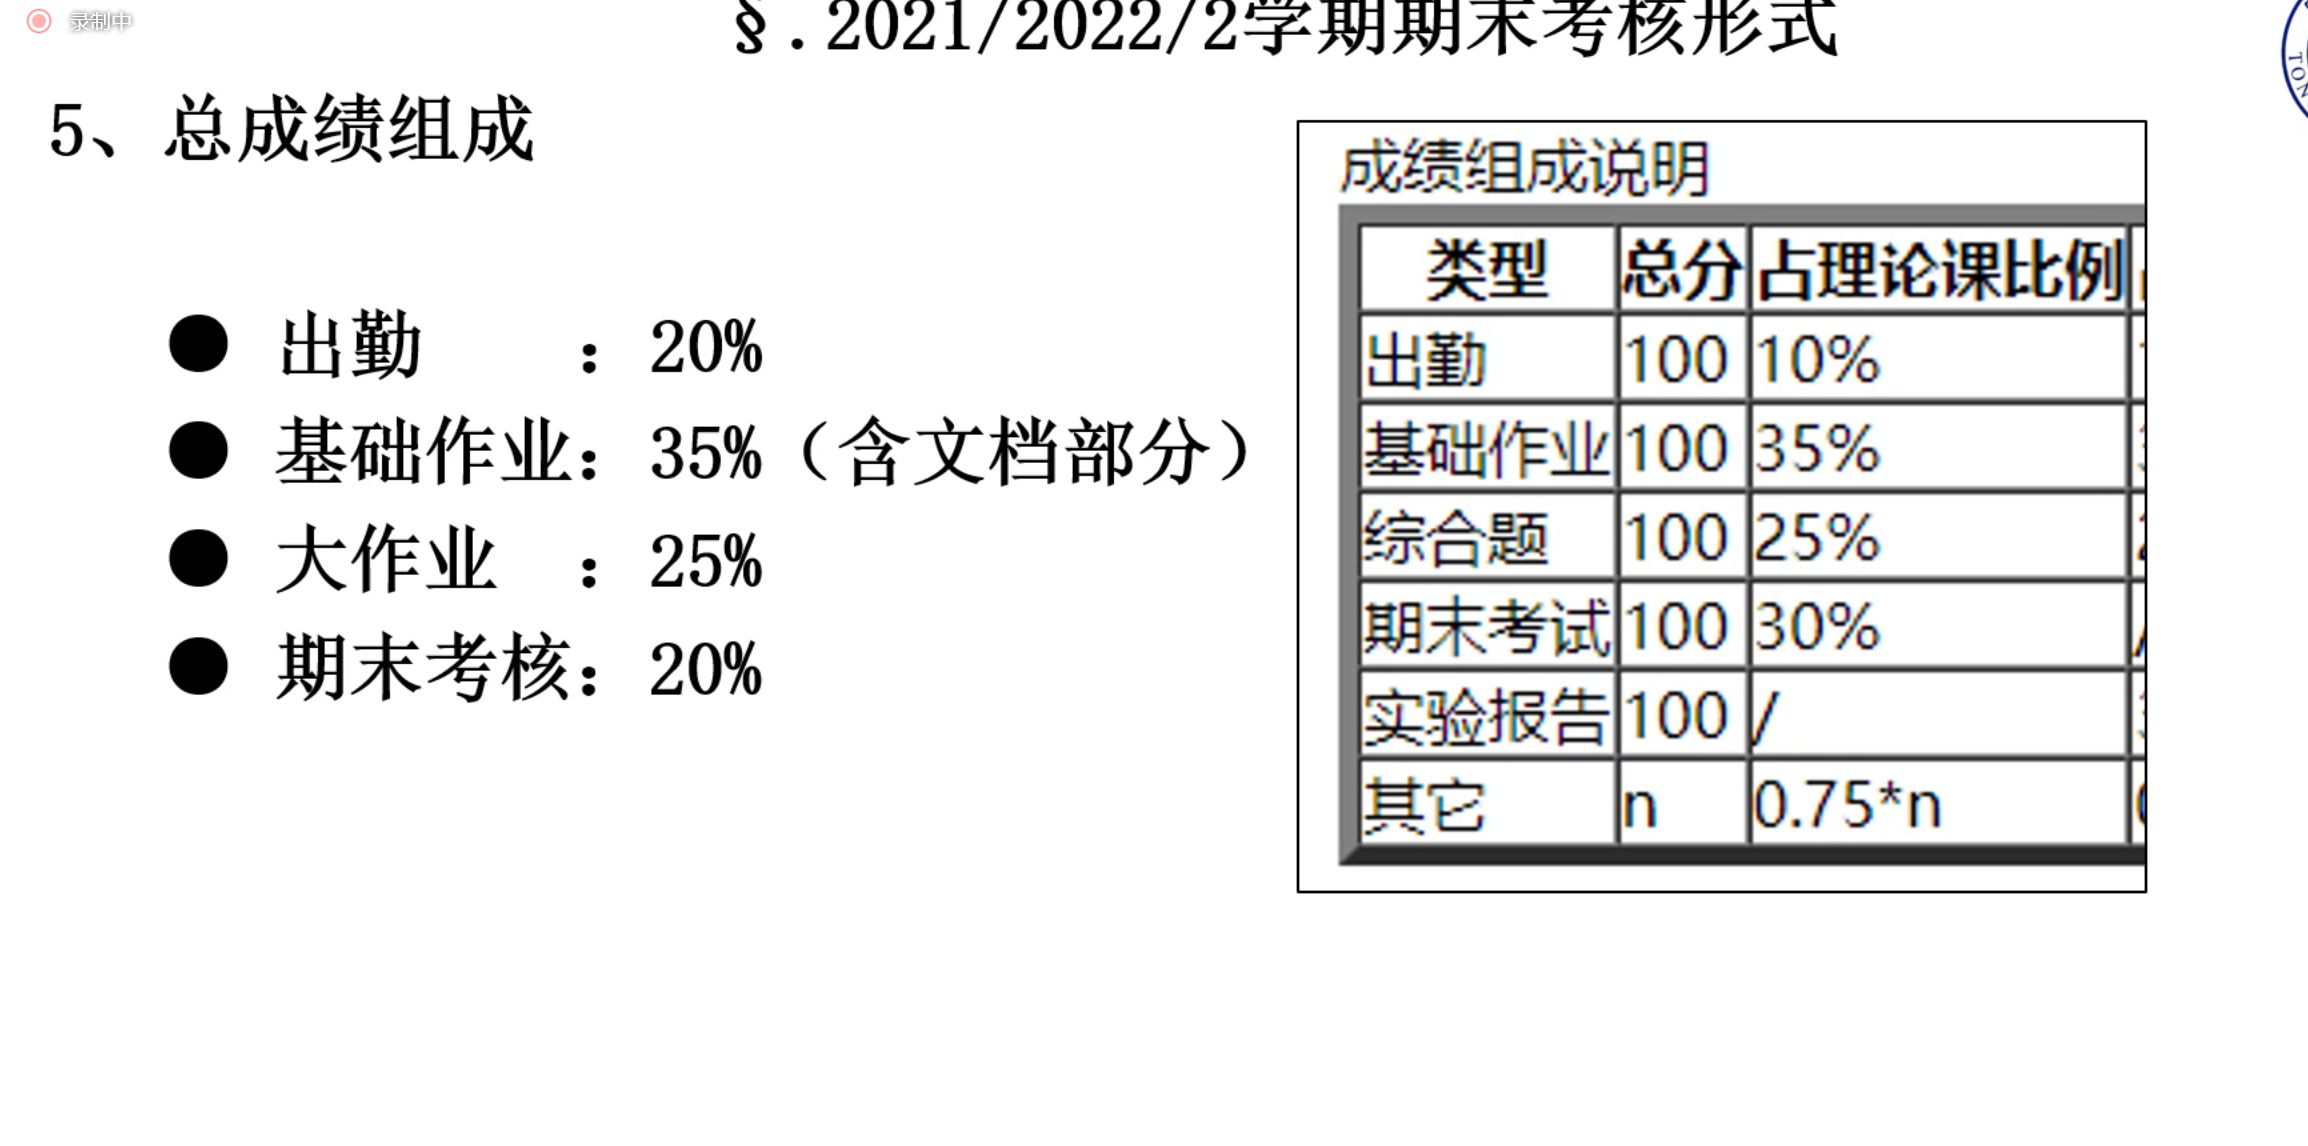 录制中
§.2021/2022/2学期期末考核形式
5、总成绩组成
● 出勤 : 20%
● 基础作业: 35%（含文档部分）
● 大作业 : 25%
● 期末考核: 20%
成绩组成说明
类型 总分 占理论课比例
出勤 100 10%
基础作业 100 35%
综合题 100 25%
期末考试 100 30%
实验报告 100 /
其它 n 0.75*n
TON